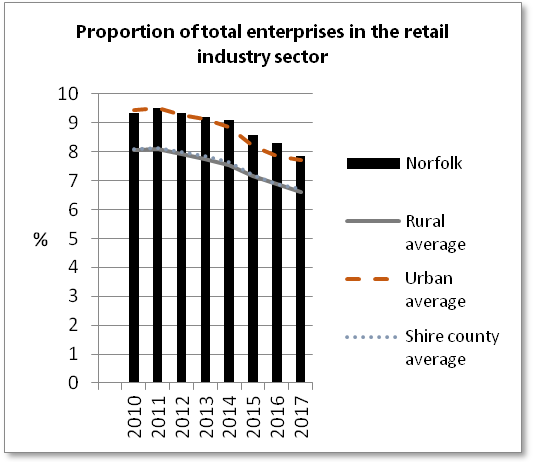 Proportion of total enterprises in the retail
industry sector
10
9
8
7
6
5
4
3
2
1
0
%
2010
2011
2012
2013
2014
2015
2016
2017
Norfolk
Rural
average
Urban
average
Shire county
average